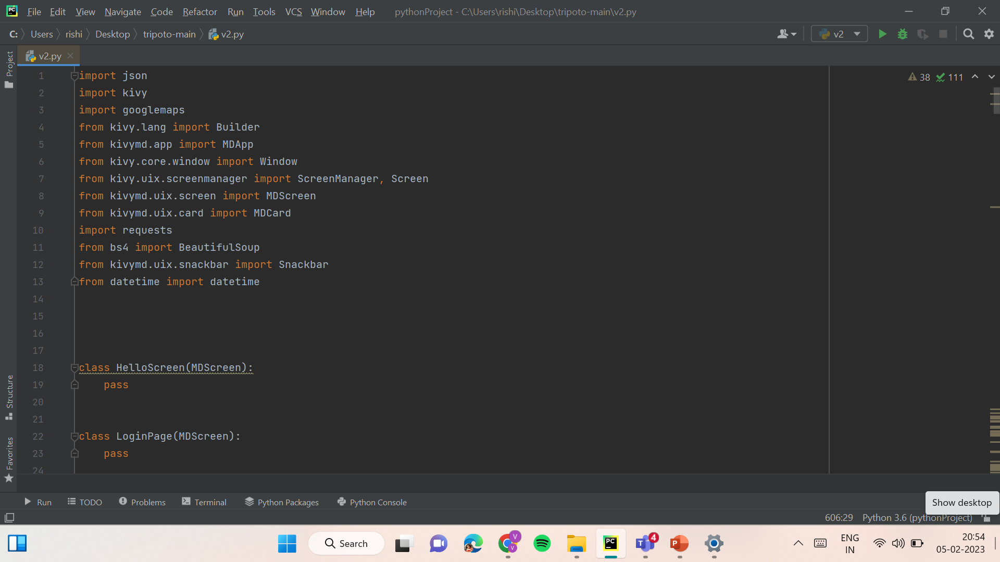 File Edit View Navigate Code Refactor Run Tools VCS Window Help pythonProject - C:\Users\rishi\Desktop\tripoto-main\v2.py
C: Users rishi Desktop tripoto-main v2.py v2
v2.py
Project
38 111
1 import json
2 import kivy
3 import googlemaps
4 from kivy.lang import Builder
5 from kivymd.app import MDApp
6 from kivy.core.window import Window
7 from kivy.uix.screenmanager import ScreenManager, Screen
8 from kivymd.uix.screen import MDScreen
9 from kivymd.uix.card import MDCard
10 import requests
11 from bs4 import BeautifulSoup
12 from kivymd.uix.snackbar import Snackbar
13 from datetime import datetime
14
15
16
17
18 class HelloScreen(MDScreen):
19 pass
20
21
22 class LoginPage(MDScreen):
23 pass
24
Structure
Favorites
Run TODO Problems Terminal Python Packages Python Console
Show desktop
606:29 Python 3.6 (pythonProject)
Search
PC
V
V
PC
T
4
P
ENG
IN
20:54
05-02-2023